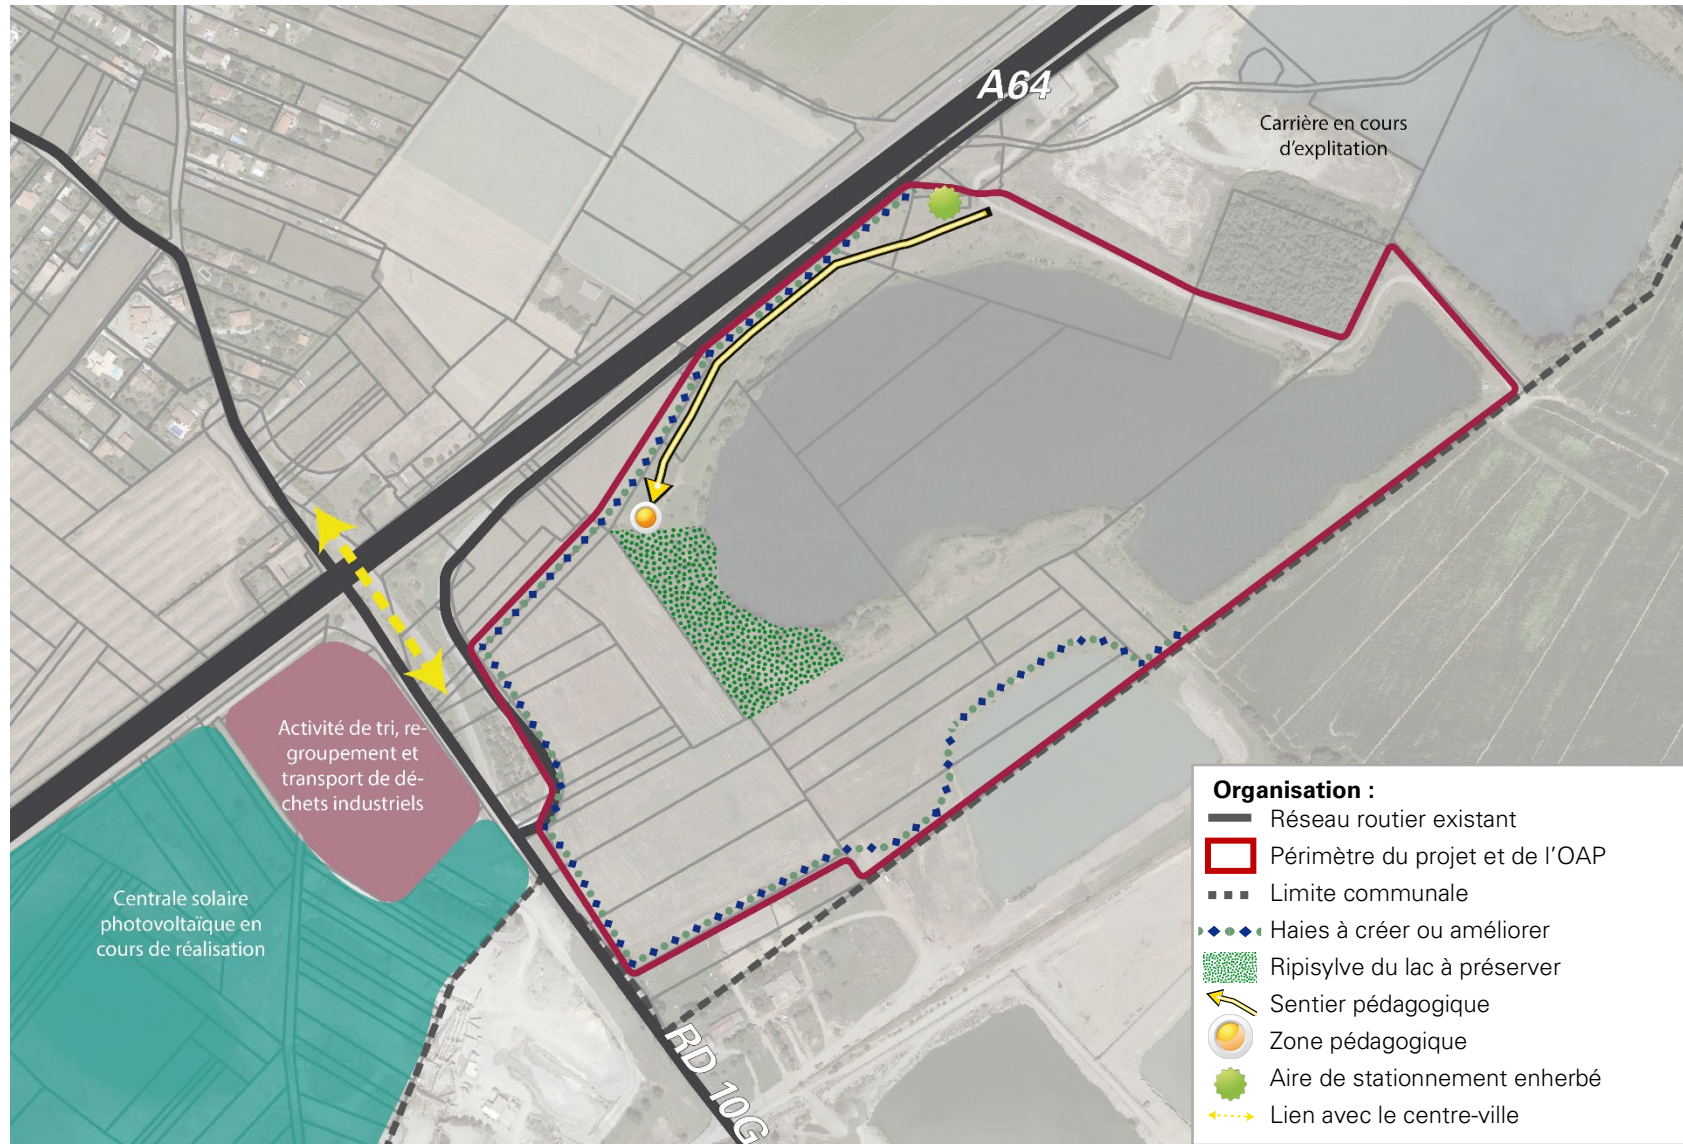 A64
Carrière en cours
d'explitation
Activité de tri, re-
groupement et
transport de dé-
chets industriels
Centrale solaire
photovoltaïque en
cours de réalisation
RD 10G
Organisation :
Réseau routier existant
Périmètre du projet et de l'OAP
Limite communale
Haies à créer ou améliorer
Ripisylve du lac à préserver
Sentier pédagogique
Zone pédagogique
Aire de stationnement enherbé
Lien avec le centre-ville